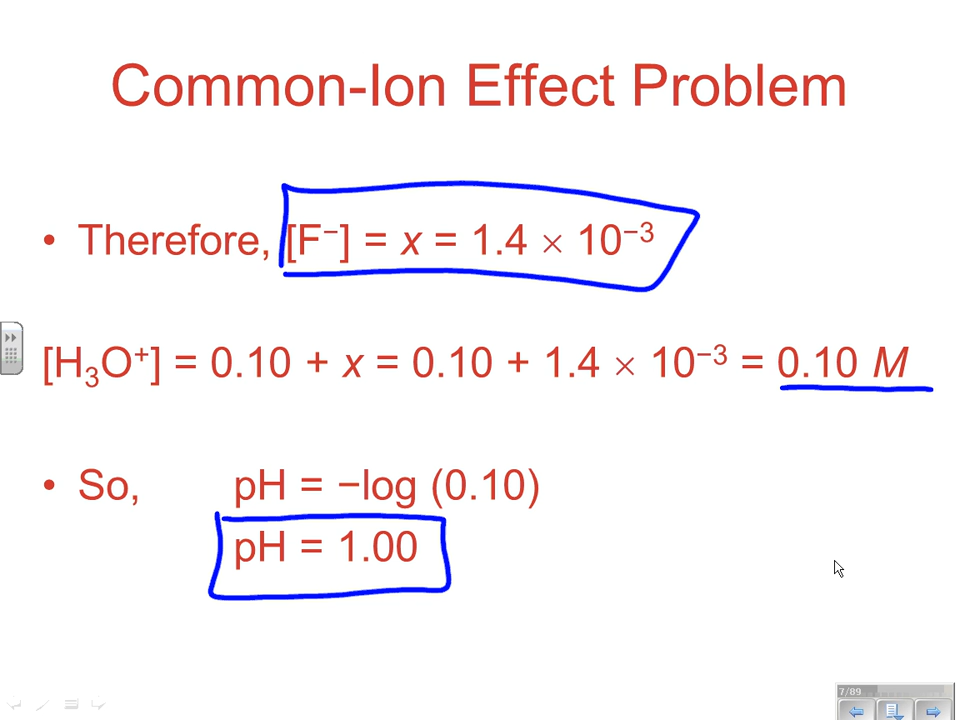 Common-Ion Effect Problem
• Therefore, [F⁻] = x = 1.4 × 10⁻³
[H₃O⁺] = 0.10 + x = 0.10 + 1.4 × 10⁻³ = 0.10 M
• So, pH = −log (0.10)
pH = 1.00
7/89